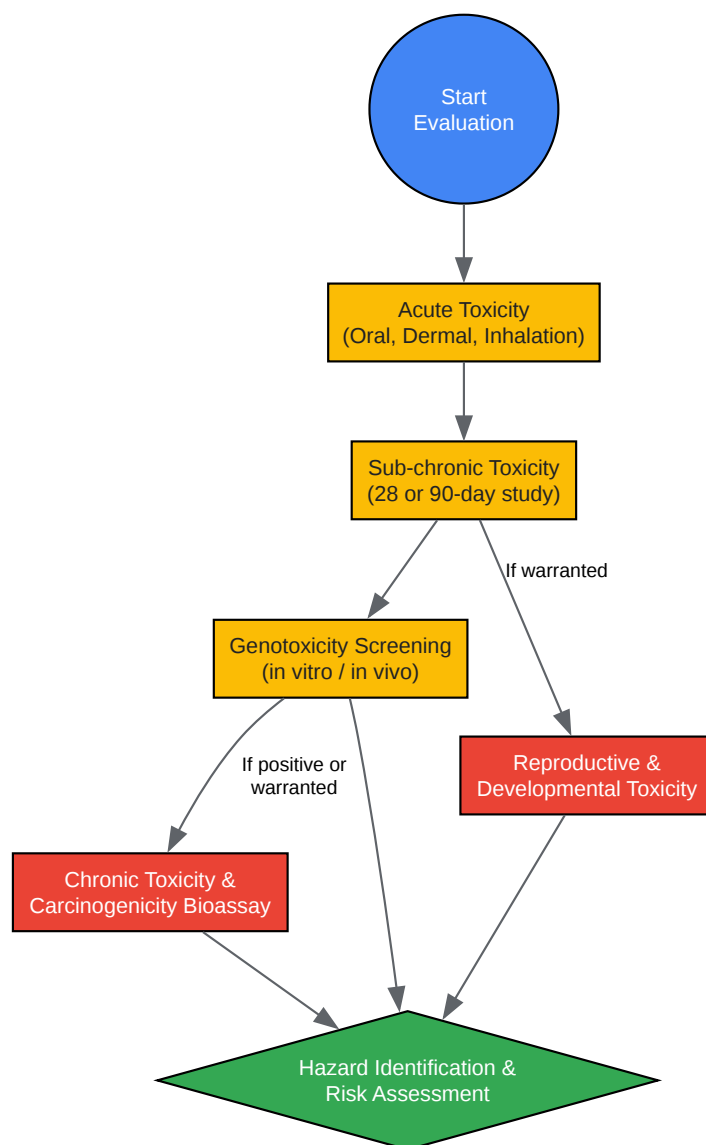 Start
Evaluation
Acute Toxicity
(Oral, Dermal, Inhalation)
Sub-chronic Toxicity
(28 or 90-day study)
If warranted
Genotoxicity Screening
(in vitro / in vivo)
If positive or
warranted
Reproductive &
Developmental Toxicity
Chronic Toxicity &
Carcinogenicity Bioassay
Hazard Identification &
Risk Assessment